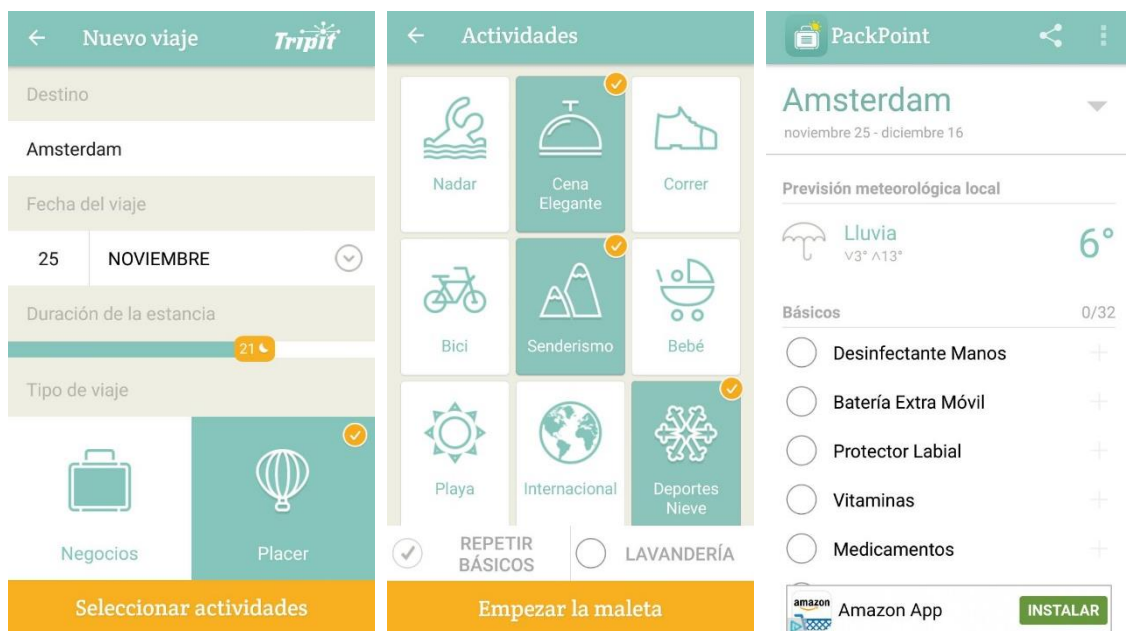 Nuevo viaje
Tripit
Destino
Amsterdam
Fecha del viaje
25 NOVIEMBRE
Duración de la estancia
21
Tipo de viaje
Negocios
Placer
Seleccionar actividades
Actividades
Nadar
Cena
Elegante
Correr
Bici
Senderismo
Bebé
Playa
Internacional
Deportes
Nieve
REPETIR
BÁSICOS
LAVANDERÍA
Empezar la maleta
PackPoint
Amsterdam
noviembre 25 - diciembre 16
Previsión meteorológica local
Lluvia
6°
∨3° ∧13°
Básicos 0/32
Desinfectante Manos
Batería Extra Móvil
Protector Labial
Vitaminas
Medicamentos
amazon
Amazon App
INSTALAR